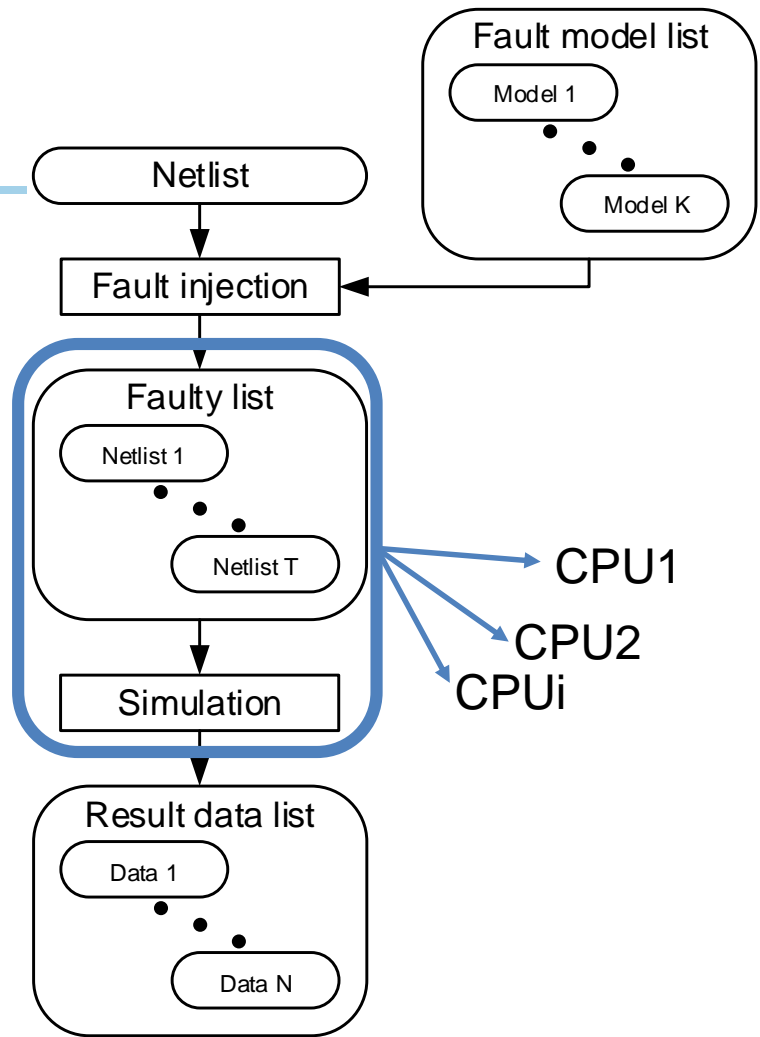 Fault model list
Model 1
Model K
Netlist
Fault injection
Faulty list
Netlist 1
Netlist T
CPU1
CPU2
CPUi
Simulation
Result data list
Data 1
Data N